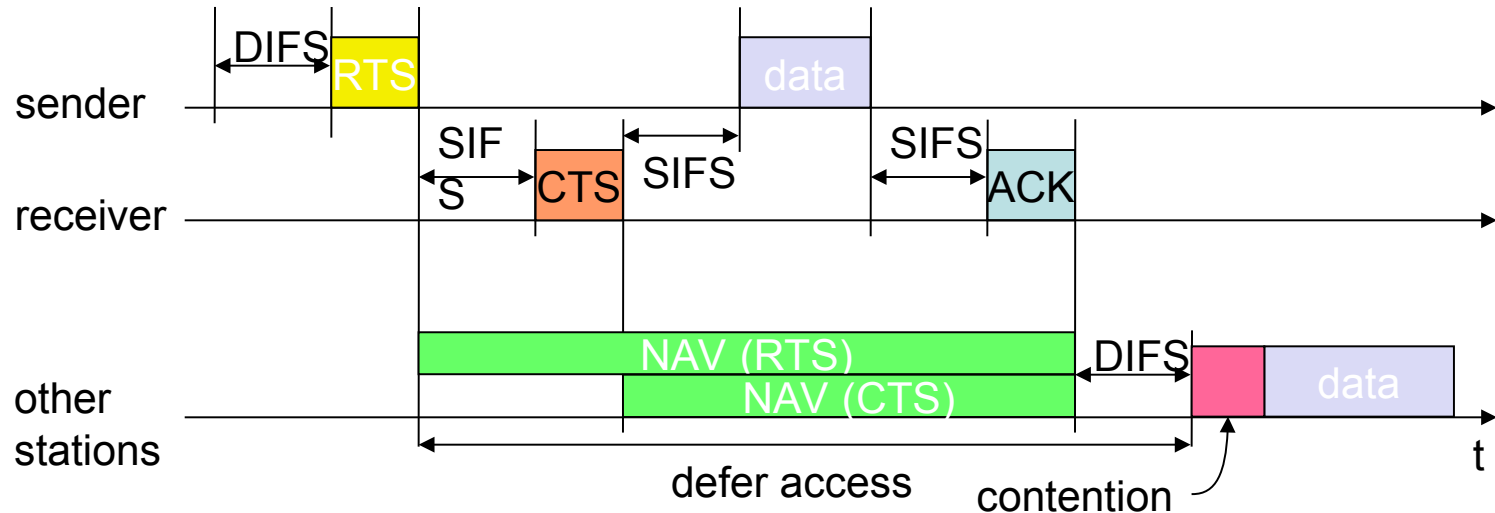 DIFS
RTS
data
sender
SIF
S
CTS
SIFS
SIFS
ACK
receiver
NAV (RTS)
DIFS
NAV (CTS)
data
other
stations
t
defer access
contention